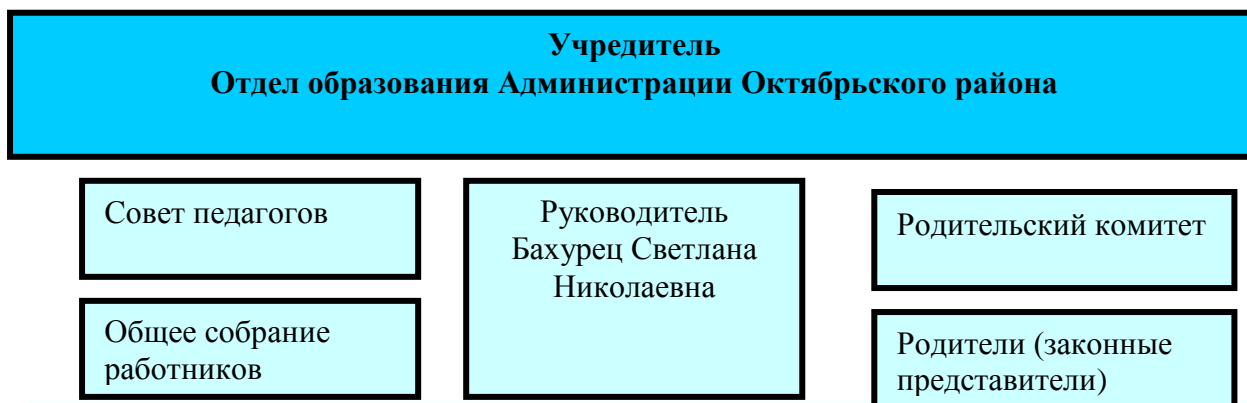 Учредитель
Отдел образования Администрации Октябрьского района
Совет педагогов
Руководитель
Бахурец Светлана
Николаевна
Родительский комитет
Общее собрание
работников
Родители (законные
представители)